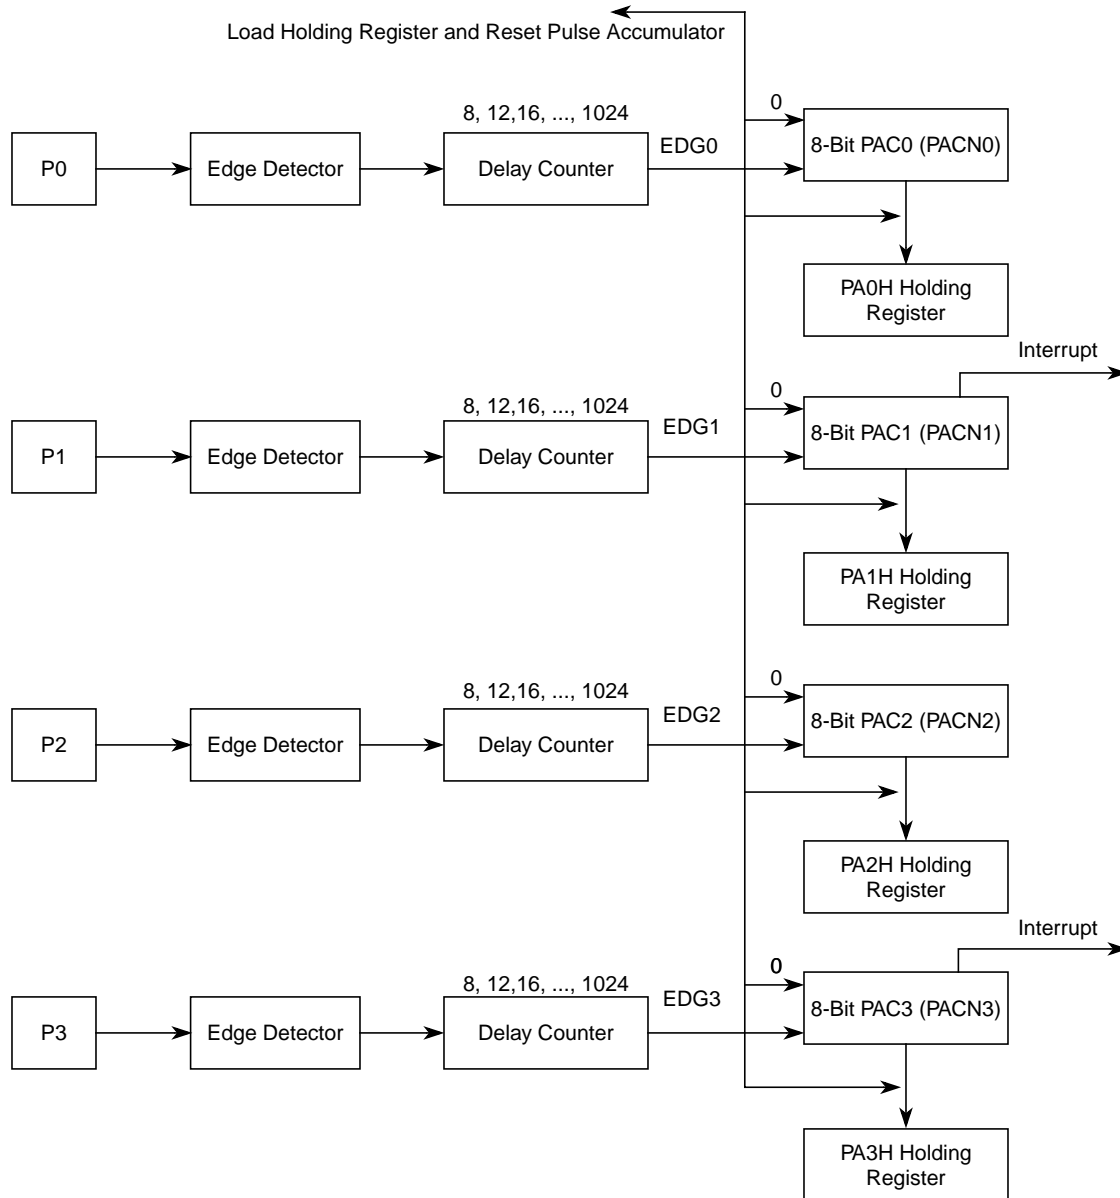 Load Holding Register and Reset Pulse Accumulator
8, 12,16, ..., 1024
0
EDG0
P0
Edge Detector
Delay Counter
8-Bit PAC0 (PACN0)
PA0H Holding
Register
Interrupt
8, 12,16, ..., 1024
0
EDG1
P1
Edge Detector
Delay Counter
8-Bit PAC1 (PACN1)
PA1H Holding
Register
8, 12,16, ..., 1024
0
EDG2
P2
Edge Detector
Delay Counter
8-Bit PAC2 (PACN2)
PA2H Holding
Register
Interrupt
8, 12,16, ..., 1024
0
EDG3
P3
Edge Detector
Delay Counter
8-Bit PAC3 (PACN3)
PA3H Holding
Register